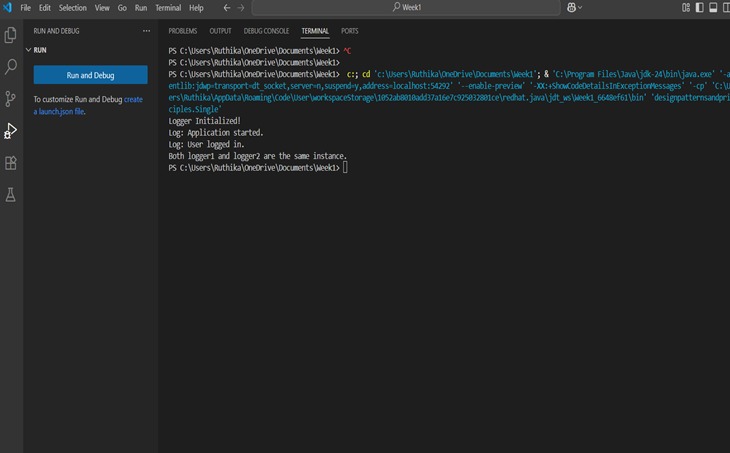 File Edit Selection View Go Run Terminal Help
Week1
RUN AND DEBUG
RUN
Run and Debug
To customize Run and Debug create
a launch.json file.
PROBLEMS OUTPUT DEBUG CONSOLE TERMINAL PORTS
PS C:\Users\Ruthika\OneDrive\Documents\Week1> ^C
PS C:\Users\Ruthika\OneDrive\Documents\Week1>
PS C:\Users\Ruthika\OneDrive\Documents\Week1> c:; cd 'c:\Users\Ruthika\OneDrive\Documents\Week1'; & 'C:\Program Files\Java\jdk-24\bin\java.exe' '-a
entlib:jdwp=transport=dt_socket,server=n,suspend=y,address=localhost:54292' '--enable-preview' '-XX:+ShowCodeDetailsInExceptionMessages' '-cp' 'C:\U
ers\Ruthika\AppData\Roaming\Code\User\workspaceStorage\1052ab8010add37a16e7c925032801ce\redhat.java\jdt_ws\Week1_6648ef61\bin' 'designpatternsandpri
ciples.Single'
Logger Initialized!
Log: Application started.
Log: User logged in.
Both logger1 and logger2 are the same instance.
PS C:\Users\Ruthika\OneDrive\Documents\Week1>